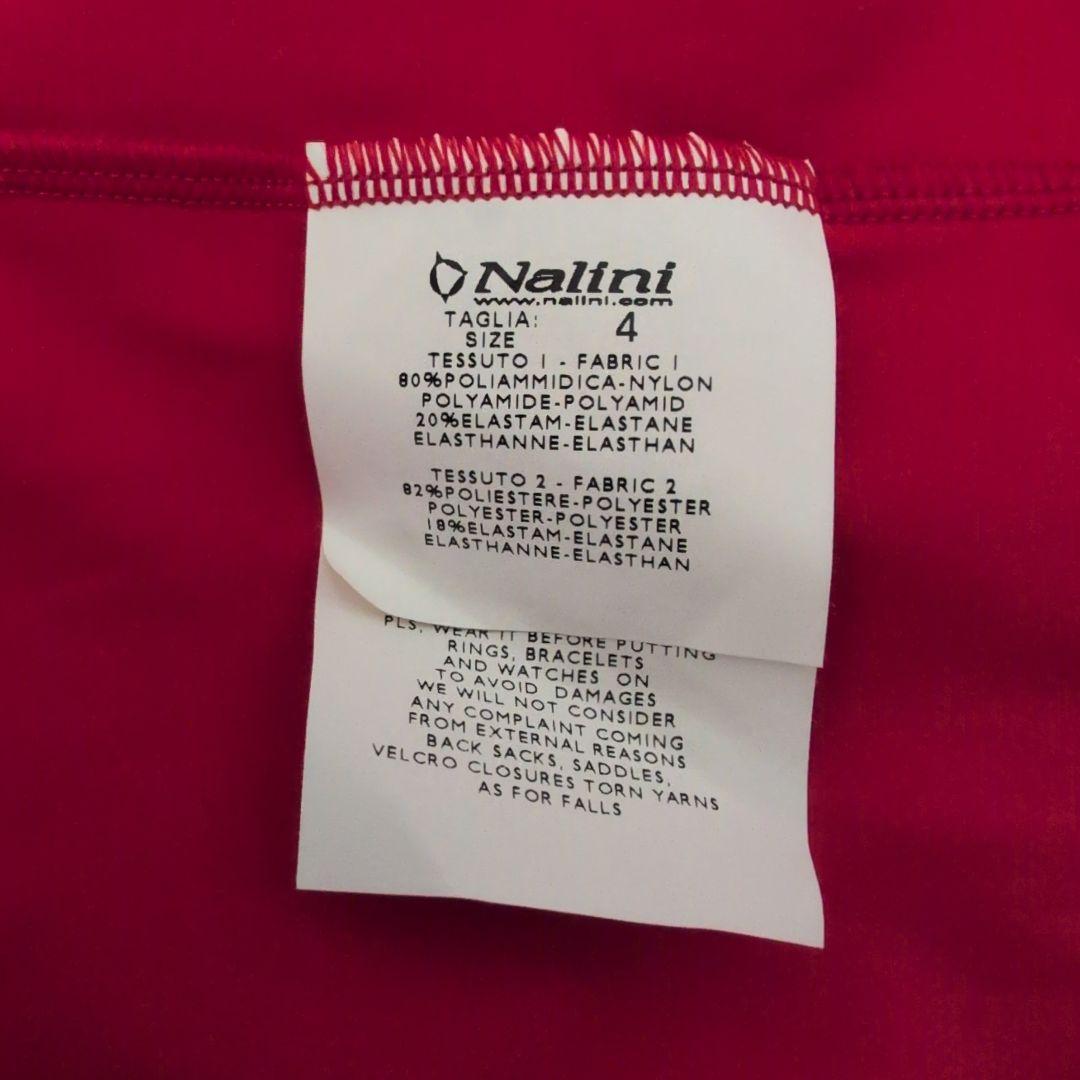 Nalini
www.nalini.com
TAGLIA: 4
SIZE
TESSUTO 1 - FABRIC 1
80%POLIAMMIDICA-NYLON
POLYAMIDE-POLYAMID
20%ELASTAM-ELASTANE
ELASTHANNE-ELASTHAN
TESSUTO 2 - FABRIC 2
82%POLIESTERE-POLYESTER
POLYESTER-POLYESTER
18%ELASTAM-ELASTANE
ELASTHANNE-ELASTHAN
PLS, WEAR IT BEFORE PUTTING
RINGS, BRACELETS
AND WATCHES ON
TO AVOID DAMAGES
WE WILL NOT CONSIDER
ANY COMPLAINT COMING
FROM EXTERNAL REASONS
BACK SACKS, SADDLES,
VELCRO CLOSURES TORN YARNS
AS FOR FALLS